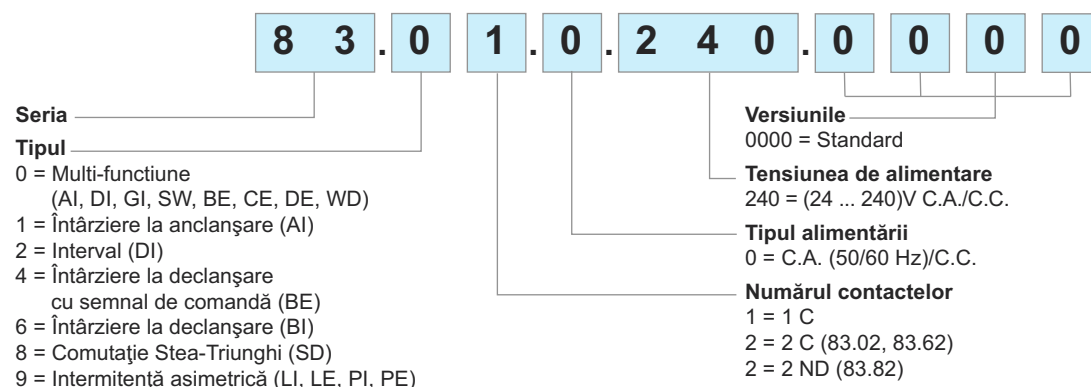 8 3 . 0 1 . 0 . 2 4 0 . 0 0 0 0
Seria
Tipul
0 = Multi-functiune
(AI, DI, GI, SW, BE, CE, DE, WD)
1 = Întârziere la anclanşare (AI)
2 = Interval (DI)
4 = Întârziere la declanşare
cu semnal de comandă (BE)
6 = Întârziere la declanşare (BI)
8 = Comutaţie Stea-Triunghi (SD)
9 = Intermitenţă asimetrică (LI, LE, PI, PE)
Versiunile
0000 = Standard
Tensiunea de alimentare
240 = (24 ... 240)V C.A./C.C.
Tipul alimentării
0 = C.A. (50/60 Hz)/C.C.
Numărul contactelor
1 = 1 C
2 = 2 C (83.02, 83.62)
2 = 2 ND (83.82)